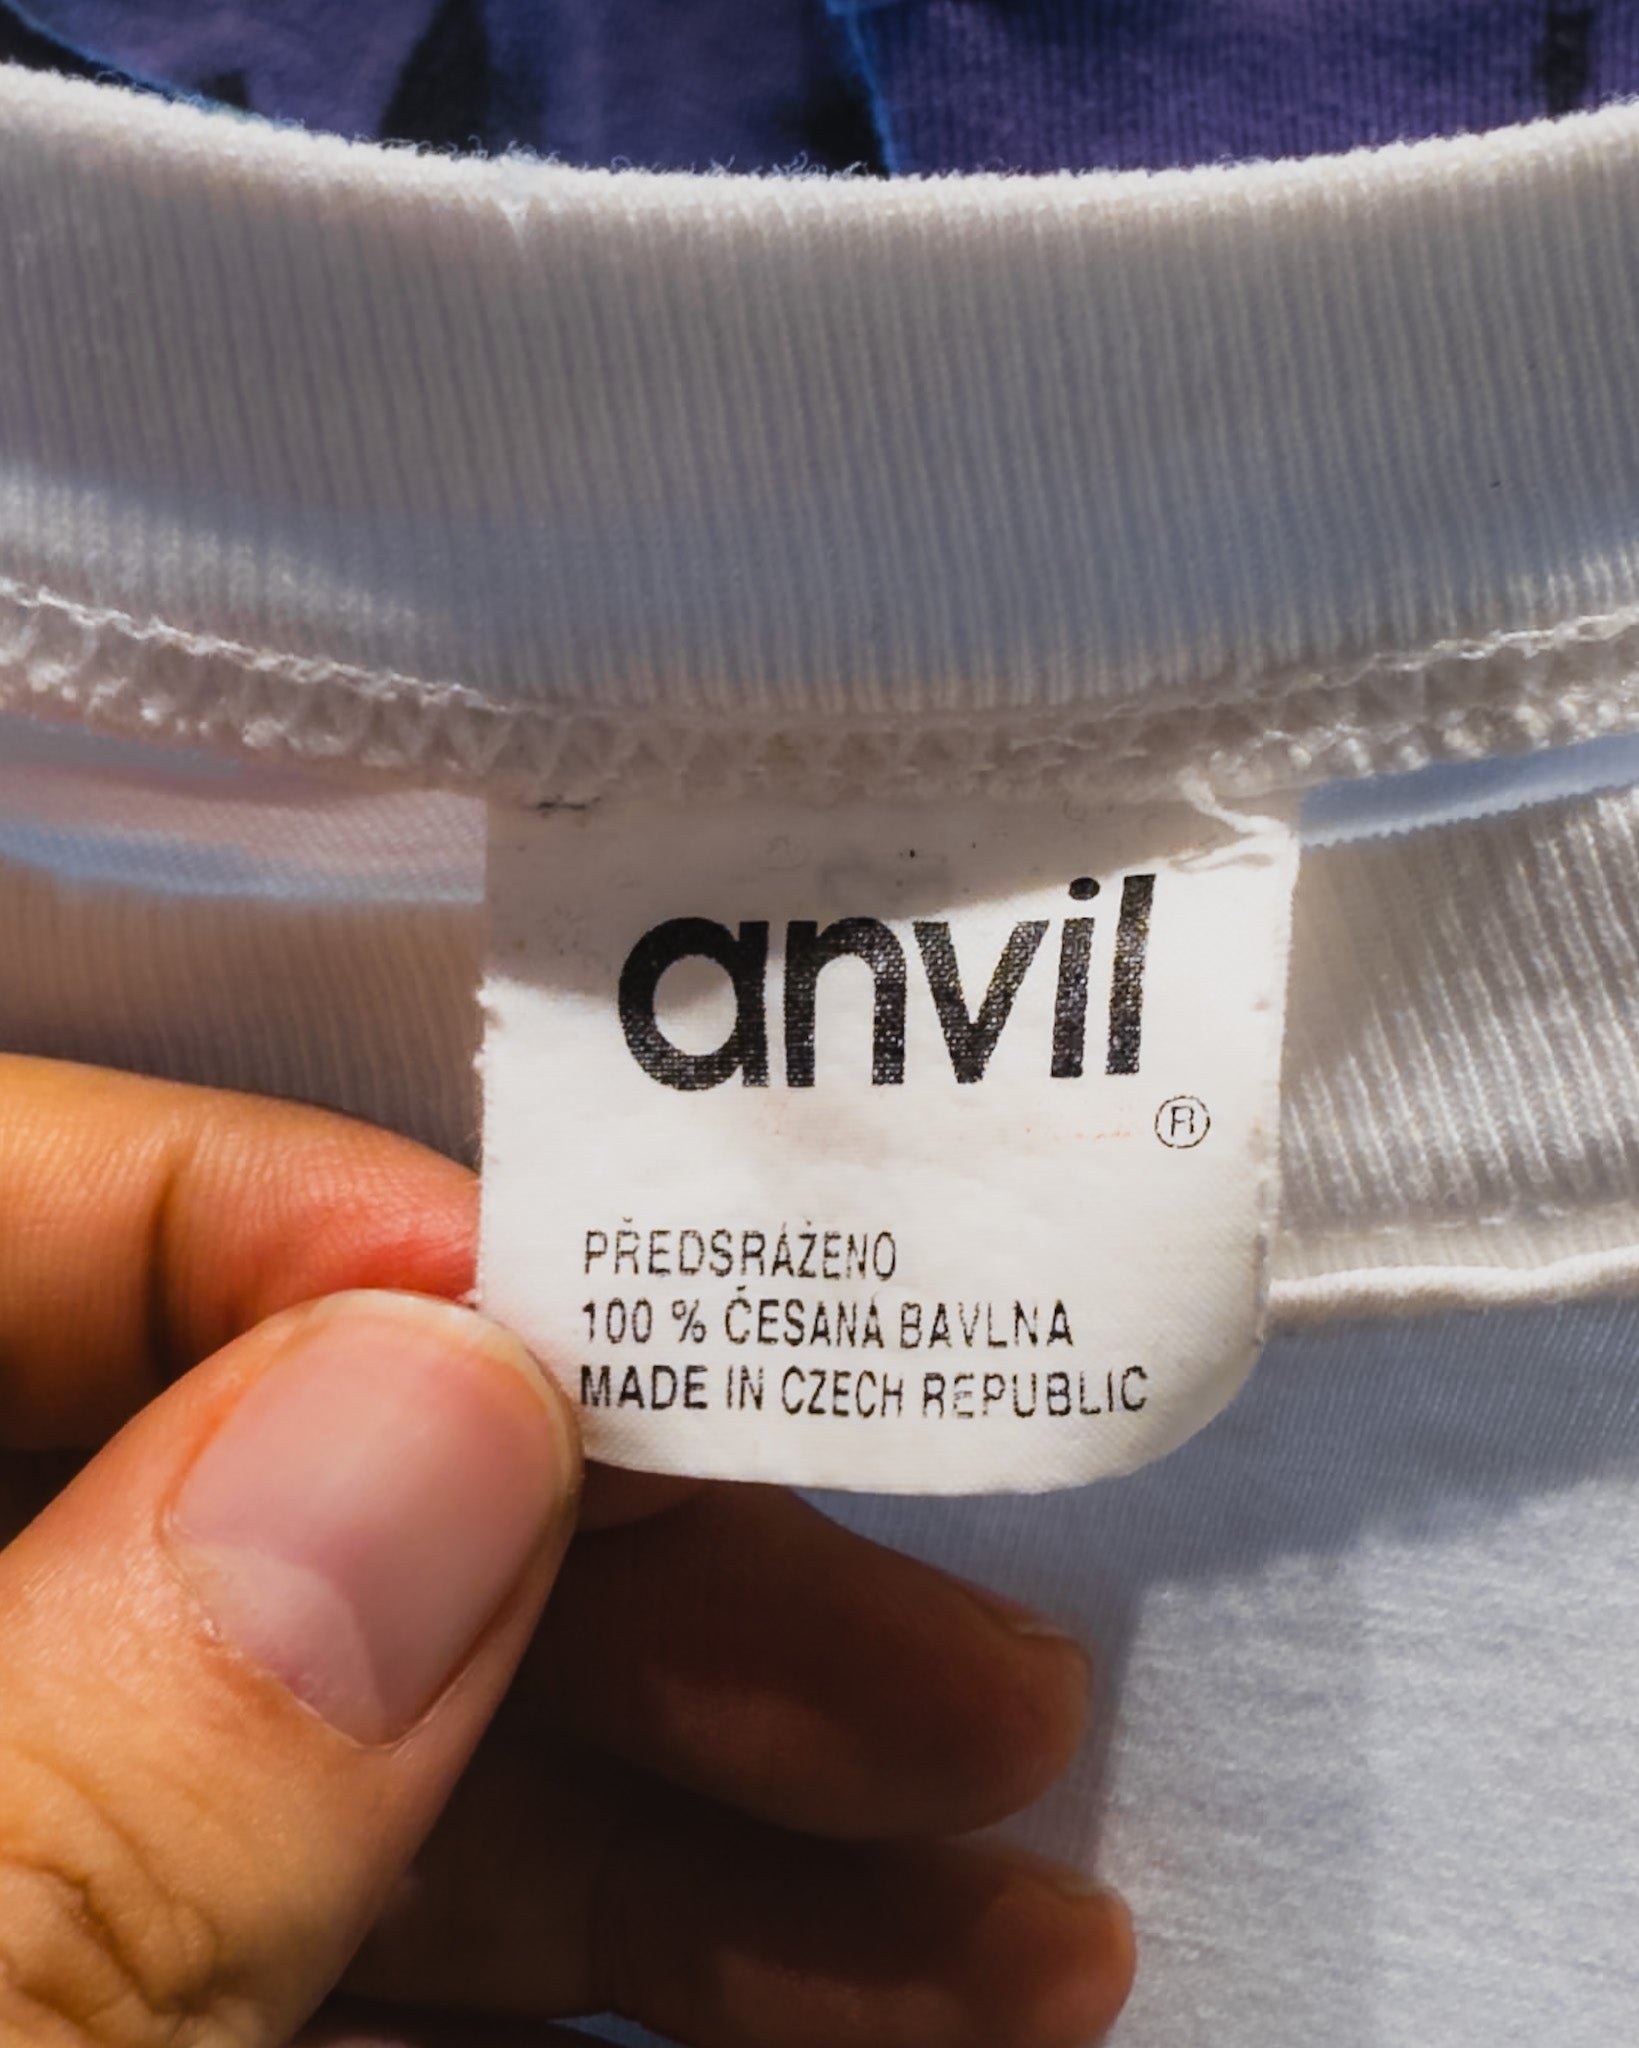 anvil
®
PŘEDSRÁŽENO
100 % ČESANÁ BAVLNA
MADE IN CZECH REPUBLIC